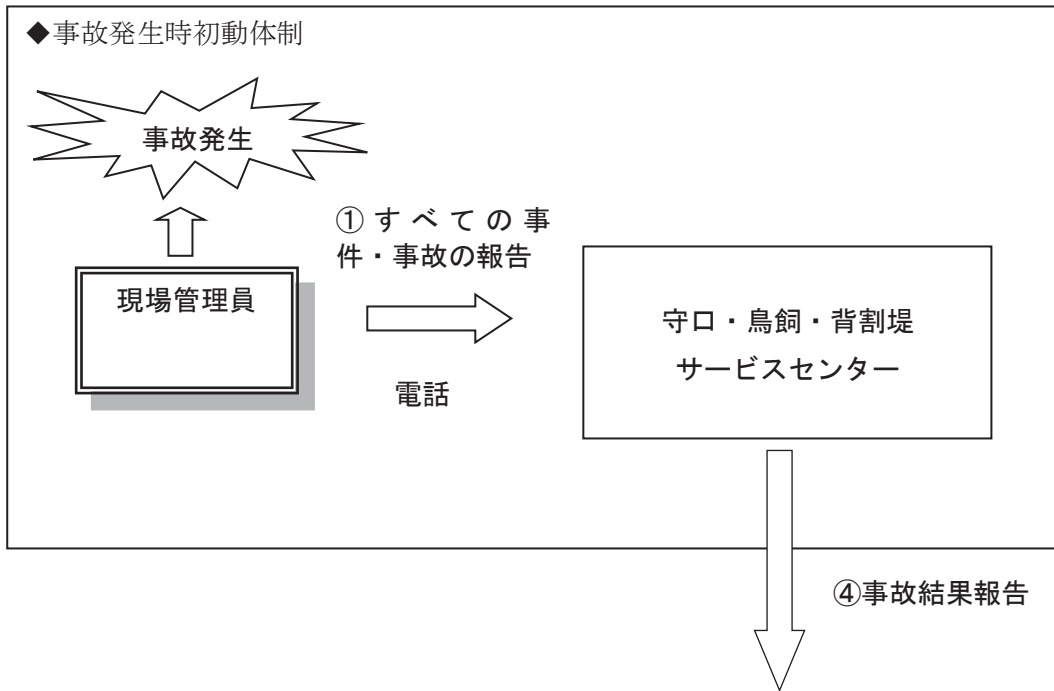 ◆事故発生時初動体制
事故発生
①すべての事
件・事故の報告
現場管理員
守口・鳥飼・背割堤
サービスセンター
電話
④事故結果報告